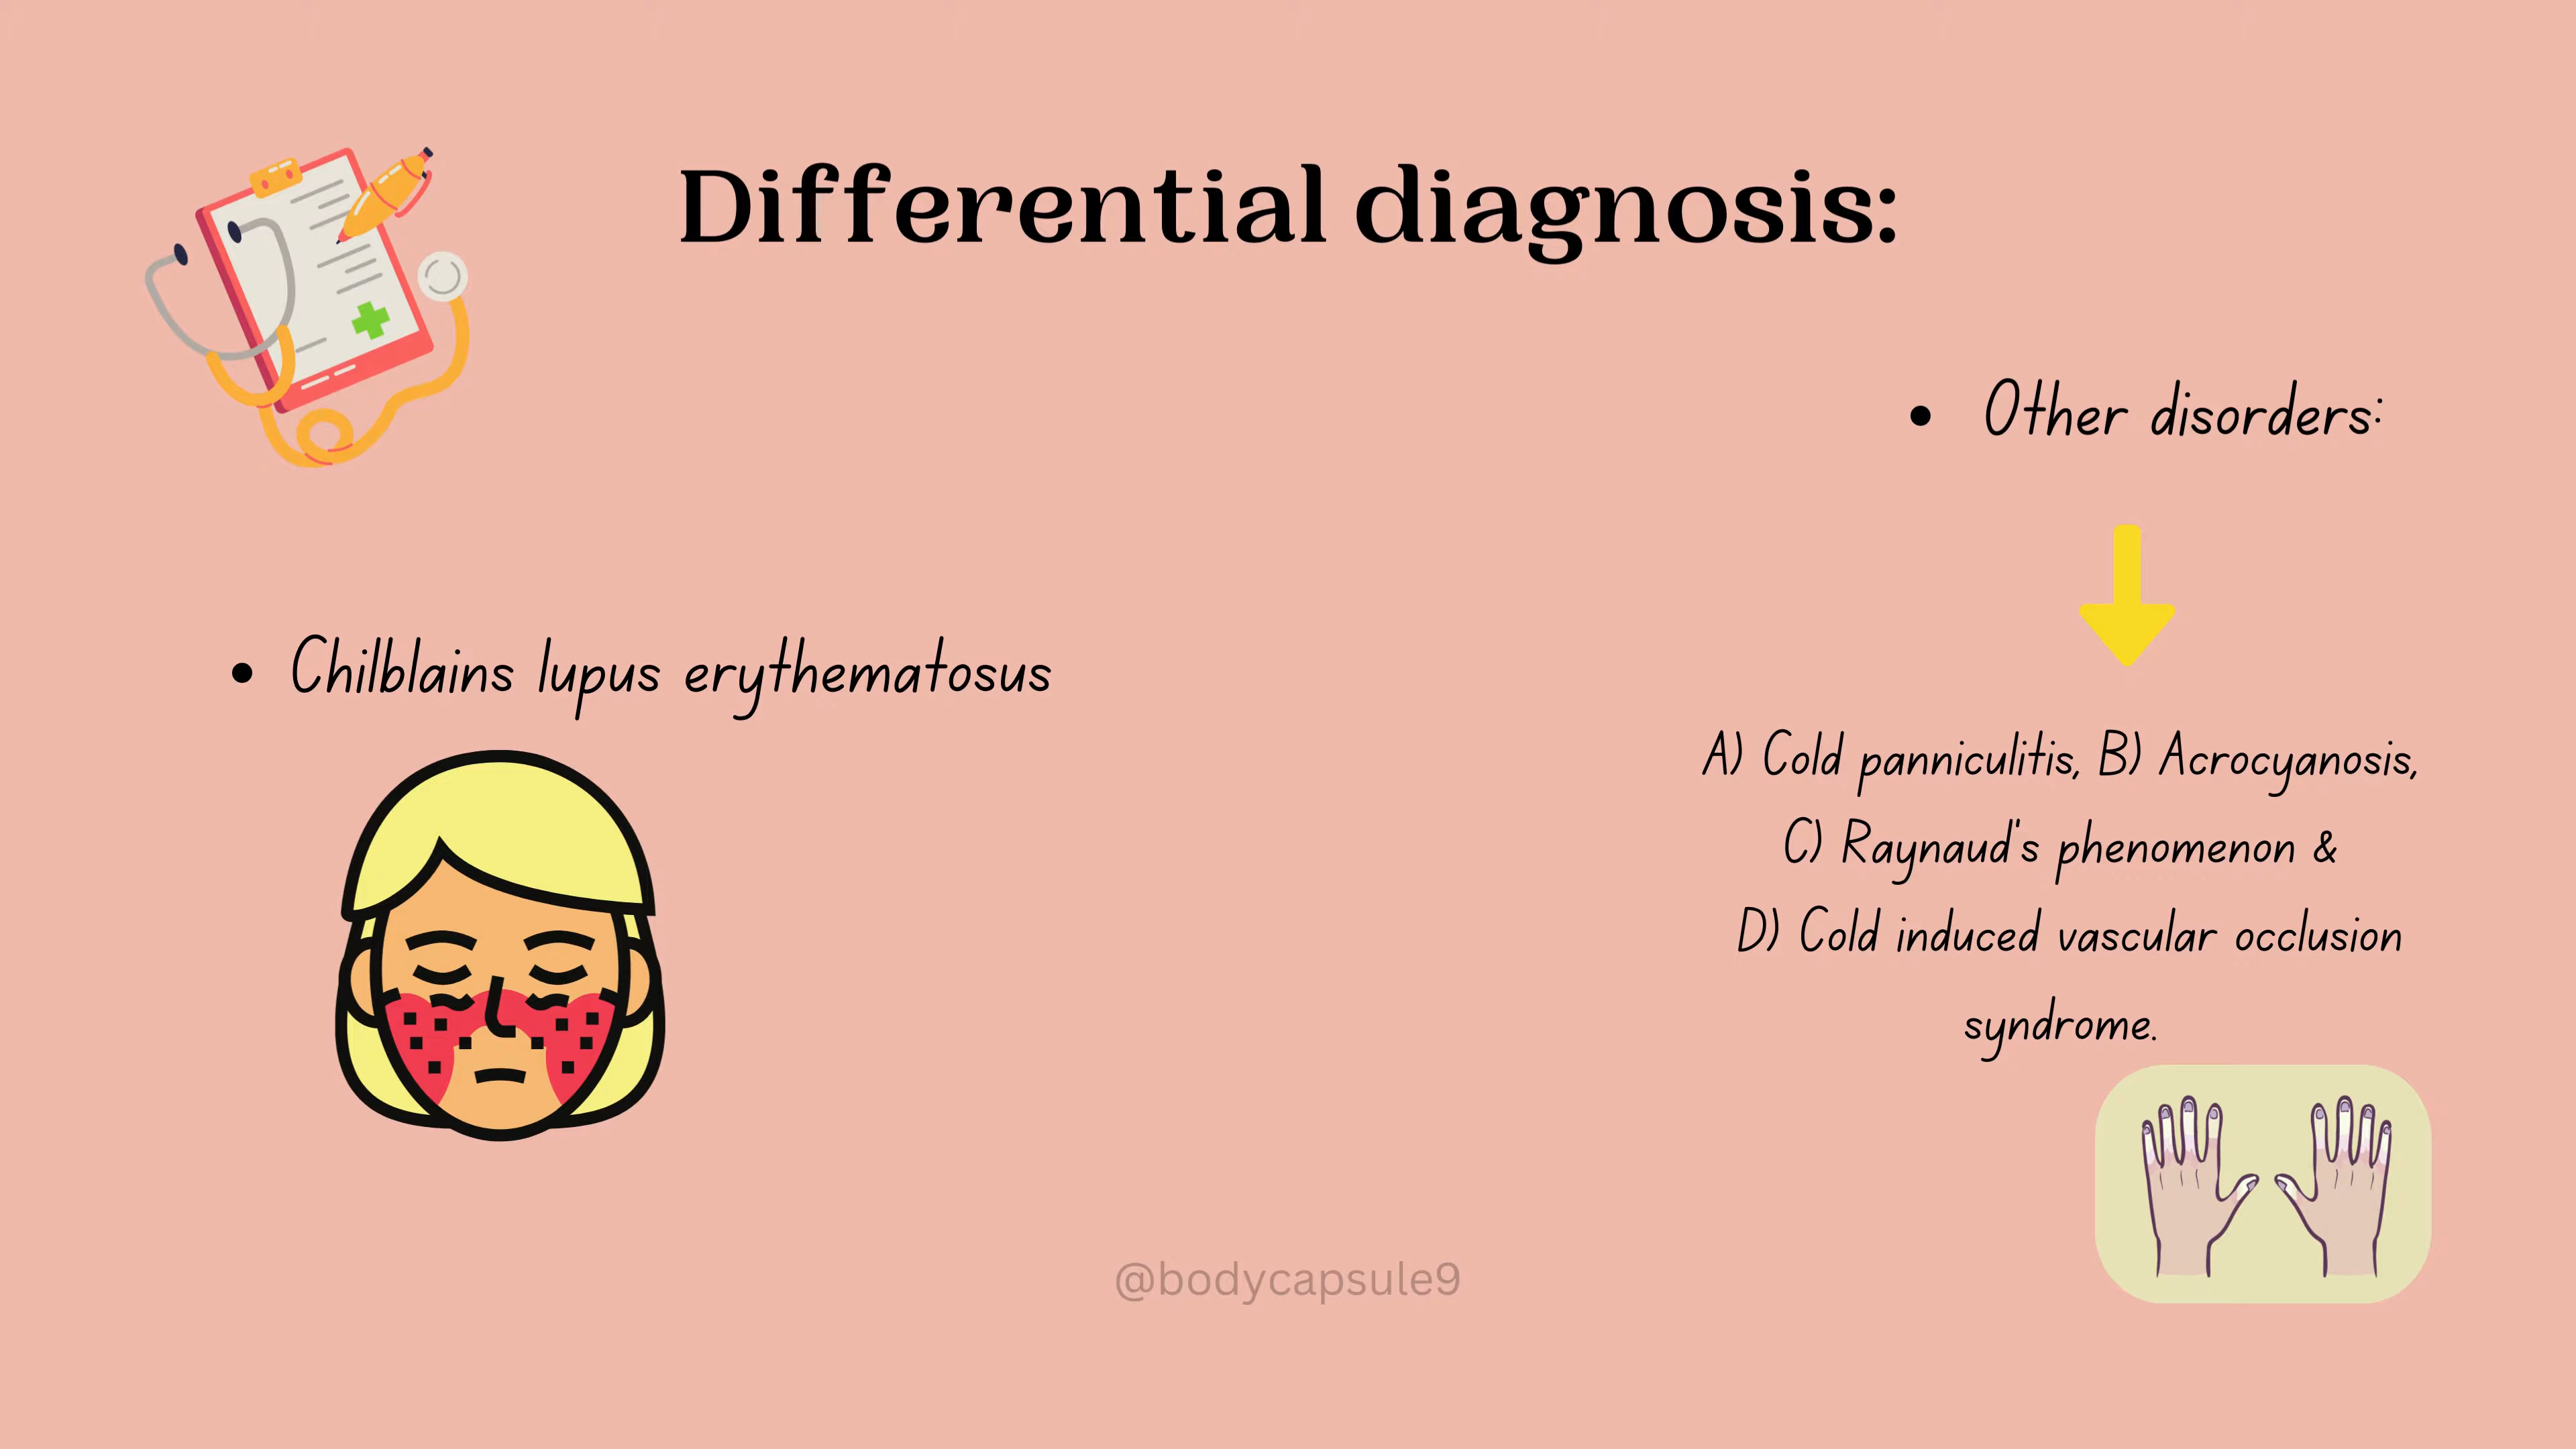 Differential diagnosis:
• Chilblains lupus erythematosus
• Other disorders:
A) Cold panniculitis, B) Acrocyanosis,
C) Raynaud's phenomenon &
D) Cold induced vascular occlusion
syndrome.
@bodycapsule9